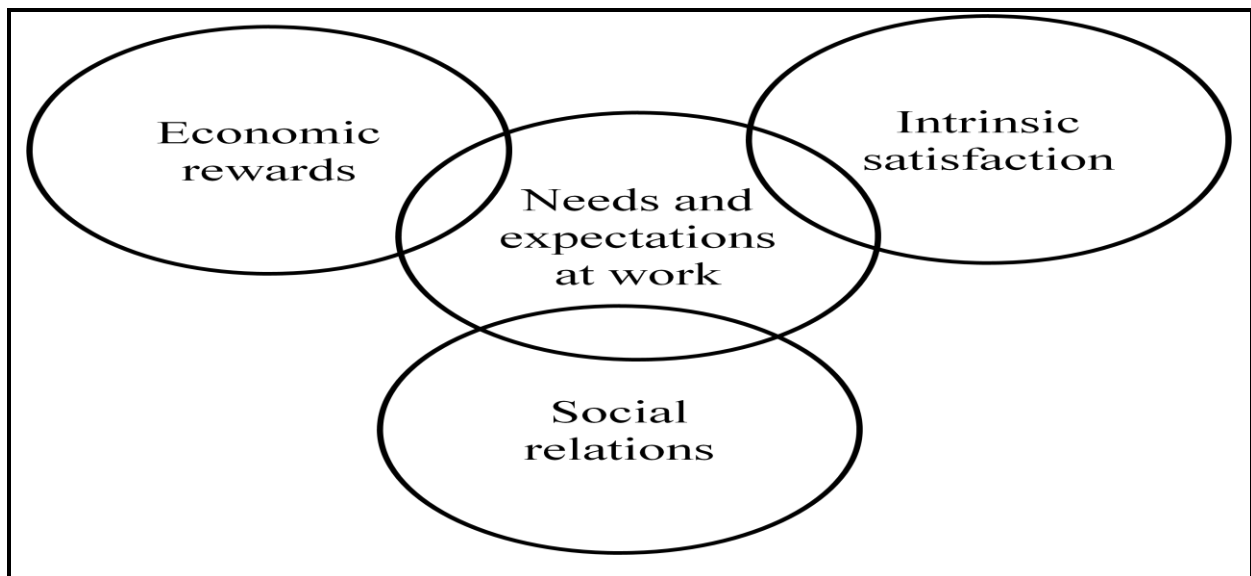 Economic
rewards
Intrinsic
satisfaction
Needs and
expectations
at work
Social
relations